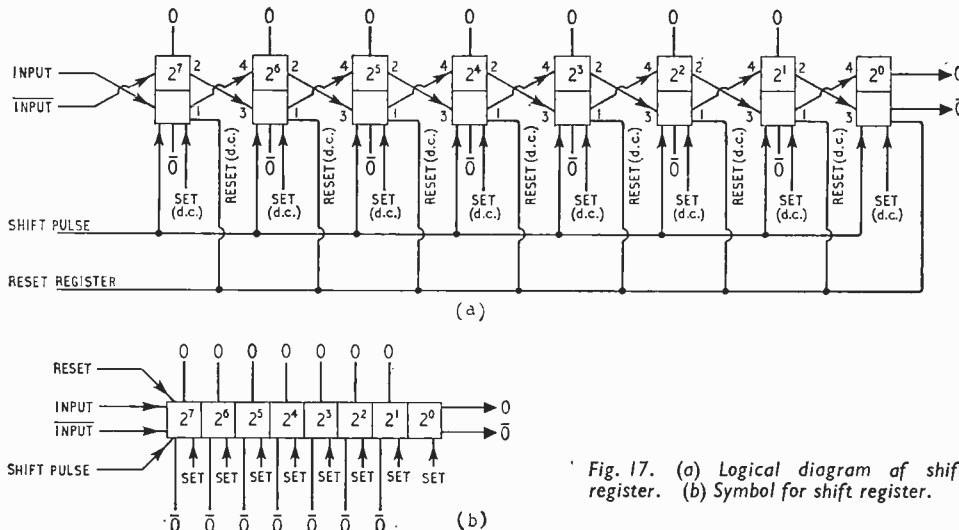 0 0 0 0 0 0 0
INPUT 2⁷ 2 4 2⁶ 2 4 2⁵ 2 4 2⁴ 2 4 2³ 2 4 2² 2 4 2¹ 2 4 2⁰ 0
INPUT 1 3 1 3 1 3 1 3 1 3 1 3 1 3 0̅
0̅ 0̅ 0̅ 0̅ 0̅ 0̅ 0̅
RESET (d.c.) RESET (d.c.) RESET (d.c.) RESET (d.c.) RESET (d.c.) RESET (d.c.) RESET (d.c.)
SET (d.c.) SET (d.c.) SET (d.c.) SET (d.c.) SET (d.c.) SET (d.c.) SET (d.c.) SET (d.c.)
SHIFT PULSE
RESET REGISTER
(a)
0 0 0 0 0 0 0
RESET
INPUT 2⁷ 2⁶ 2⁵ 2⁴ 2³ 2² 2¹ 2⁰ 0
INPUT 0̅
SHIFT PULSE SET SET SET SET SET SET SET SET
0̅ 0̅ 0̅ 0̅ 0̅ 0̅ 0̅
(b)
Fig. 17. (a) Logical diagram af shif
register. (b) Symbol for shift register.